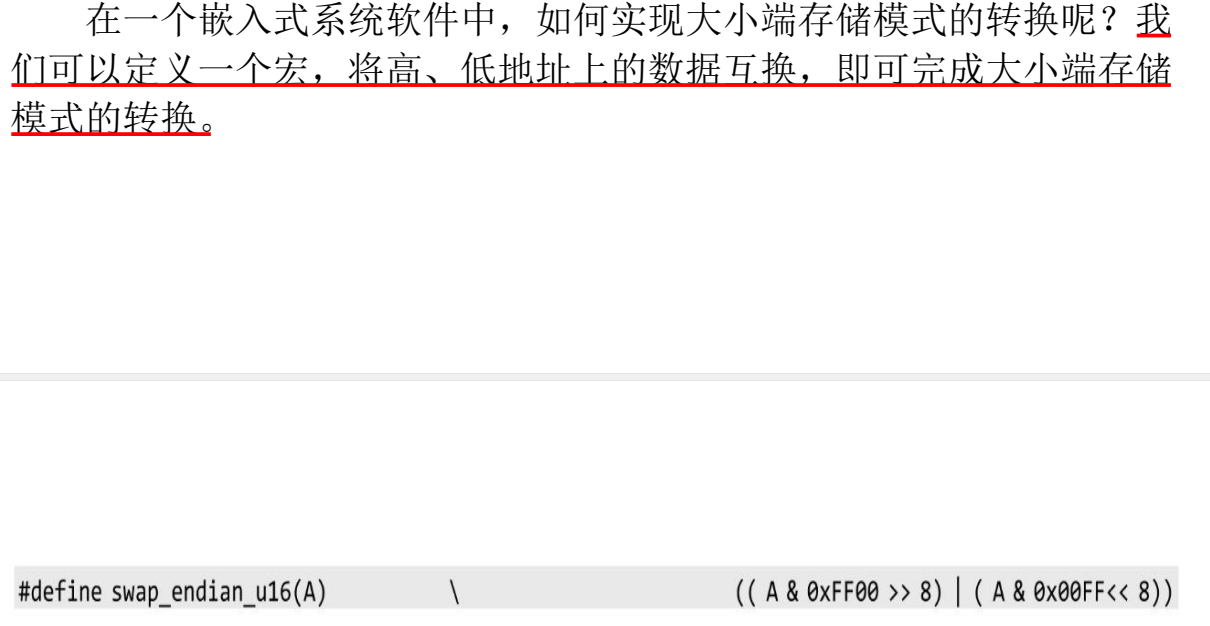 在一个嵌入式系统软件中，如何实现大小端存储模式的转换呢？我
们可以定义一个宏，将高、低地址上的数据互换，即可完成大小端存储
模式的转换。
#define swap_endian_u16(A) \ (( A & 0xFF00 >> 8) | ( A & 0x00FF<< 8))